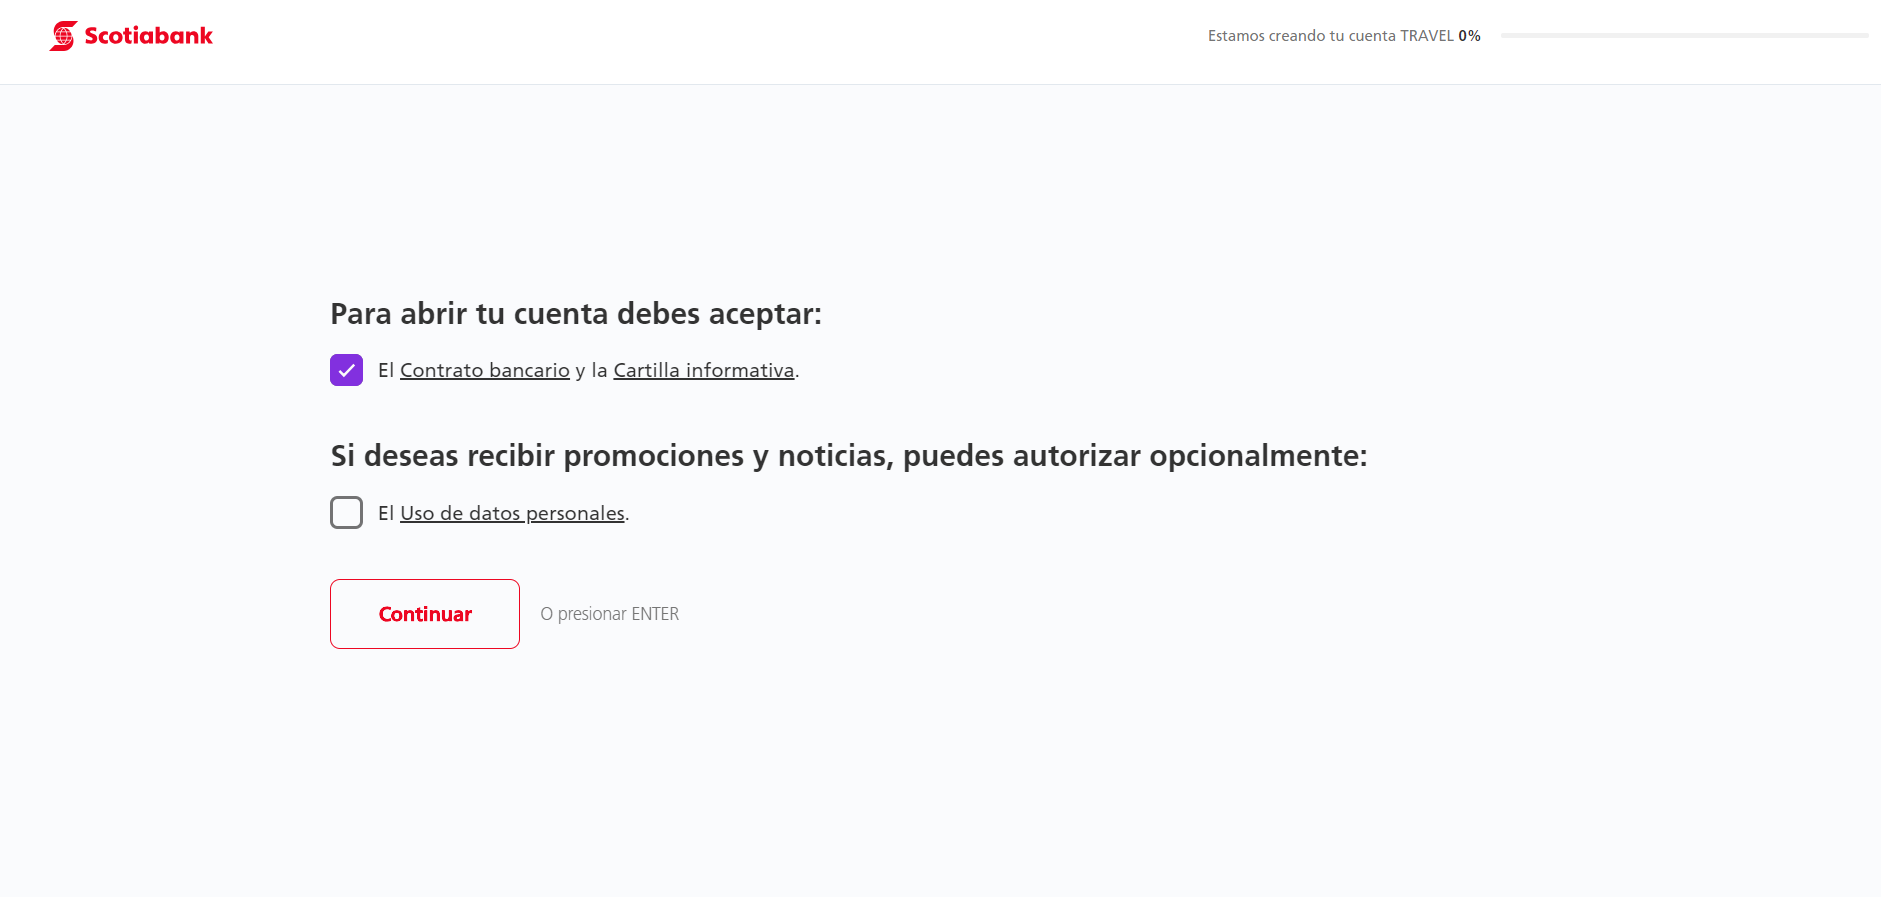 Scotiabank
Estamos creando tu cuenta TRAVEL 0%
Para abrir tu cuenta debes aceptar:
El Contrato bancario y la Cartilla informativa.
Si deseas recibir promociones y noticias, puedes autorizar opcionalmente:
El Uso de datos personales.
Continuar
O presionar ENTER